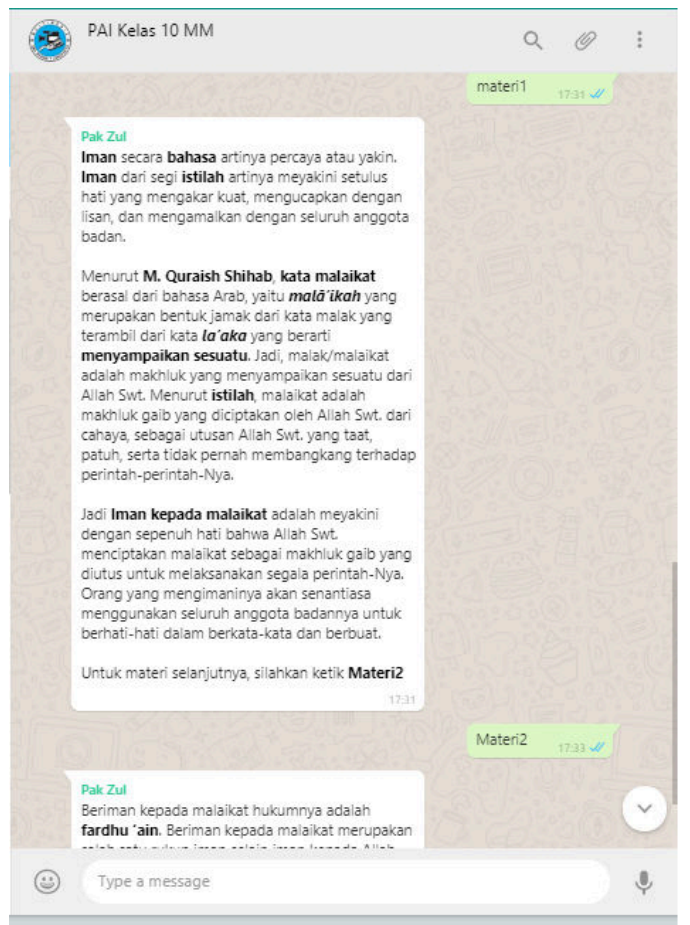 PAI Kelas 10 MM
materi1
17:31
Pak Zul
Iman secara bahasa artinya percaya atau yakin.
Iman dari segi istilah artinya meyakini setulus
hati yang mengakar kuat, mengucapkan dengan
lisan, dan mengamalkan dengan seluruh anggota
badan.
Menurut M. Quraish Shihab, kata malaikat
berasal dari bahasa Arab, yaitu malā´ikah yang
merupakan bentuk jamak dari kata malak yang
terambil dari kata la´aka yang berarti
menyampaikan sesuatu. Jadi, malak/malaikat
adalah makhluk yang menyampaikan sesuatu dari
Allah Swt. Menurut istilah, malaikat adalah
makhluk gaib yang diciptakan oleh Allah Swt. dari
cahaya, sebagai utusan Allah Swt. yang taat,
patuh, serta tidak pernah membangkang terhadap
perintah-perintah-Nya.
Jadi Iman kepada malaikat adalah meyakini
dengan sepenuh hati bahwa Allah Swt.
menciptakan malaikat sebagai makhluk gaib yang
diutus untuk melaksanakan segala perintah-Nya.
Orang yang mengimaninya akan senantiasa
menggunakan seluruh anggota badannya untuk
berhati-hati dalam berkata-kata dan berbuat.
Untuk materi selanjutnya, silahkan ketik Materi2
17:31
Materi2
17:33
Pak Zul
Beriman kepada malaikat hukumnya adalah
fardhu ´ain. Beriman kepada malaikat merupakan
salah satu rukun iman selain iman kepada Allah
Type a message